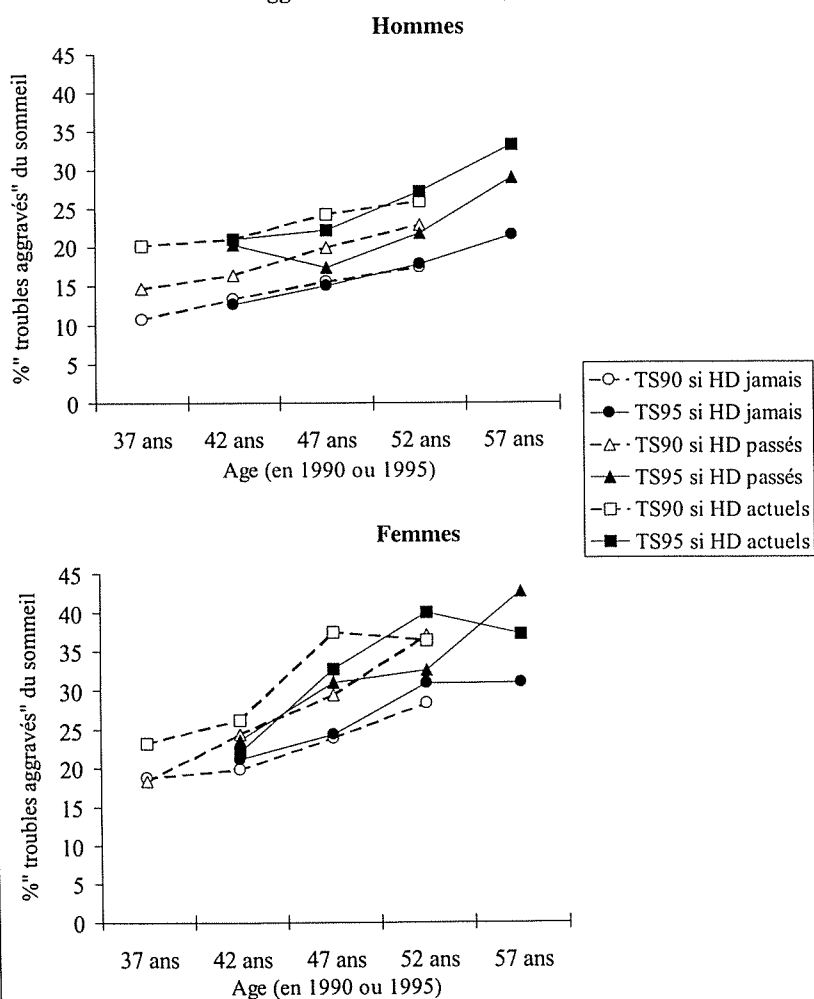 Hommes
%" troubles aggravés" du sommeil
45
40
35
30
25
20
15
10
5
0
37 ans 42 ans 47 ans 52 ans 57 ans
Age (en 1990 ou 1995)
TS90 si HD jamais
TS95 si HD jamais
TS90 si HD passés
TS95 si HD passés
TS90 si HD actuels
TS95 si HD actuels
Femmes
%" troubles aggravés" du sommeil
45
40
35
30
25
20
15
10
5
0
37 ans 42 ans 47 ans 52 ans 57 ans
Age (en 1990 ou 1995)